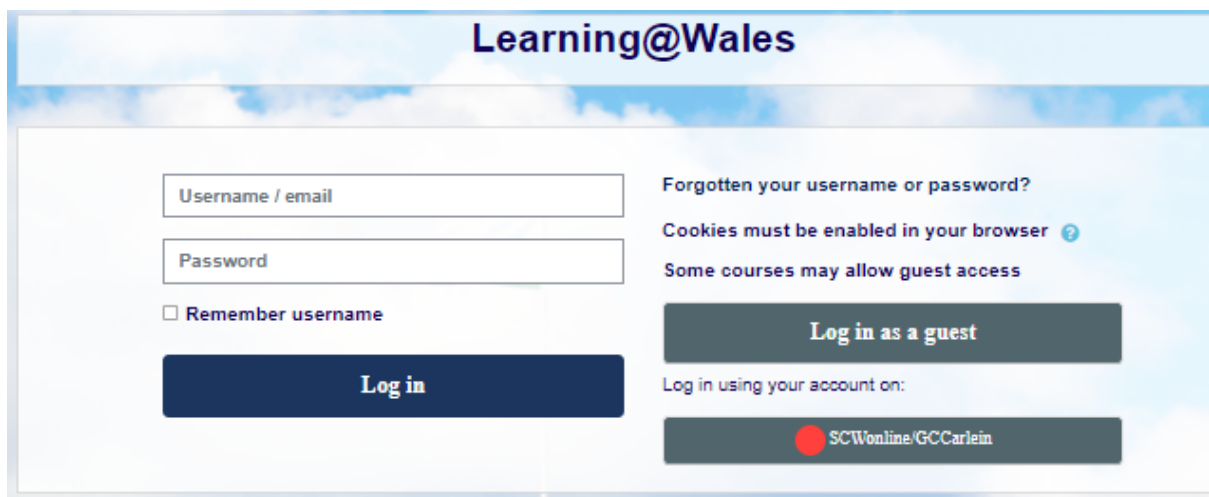 Learning@Wales
Username / email
Password
Remember username
Log in
Forgotten your username or password?
Cookies must be enabled in your browser ?
Some courses may allow guest access
Log in as a guest
Log in using your account on:
SCWonline/GCCarlein